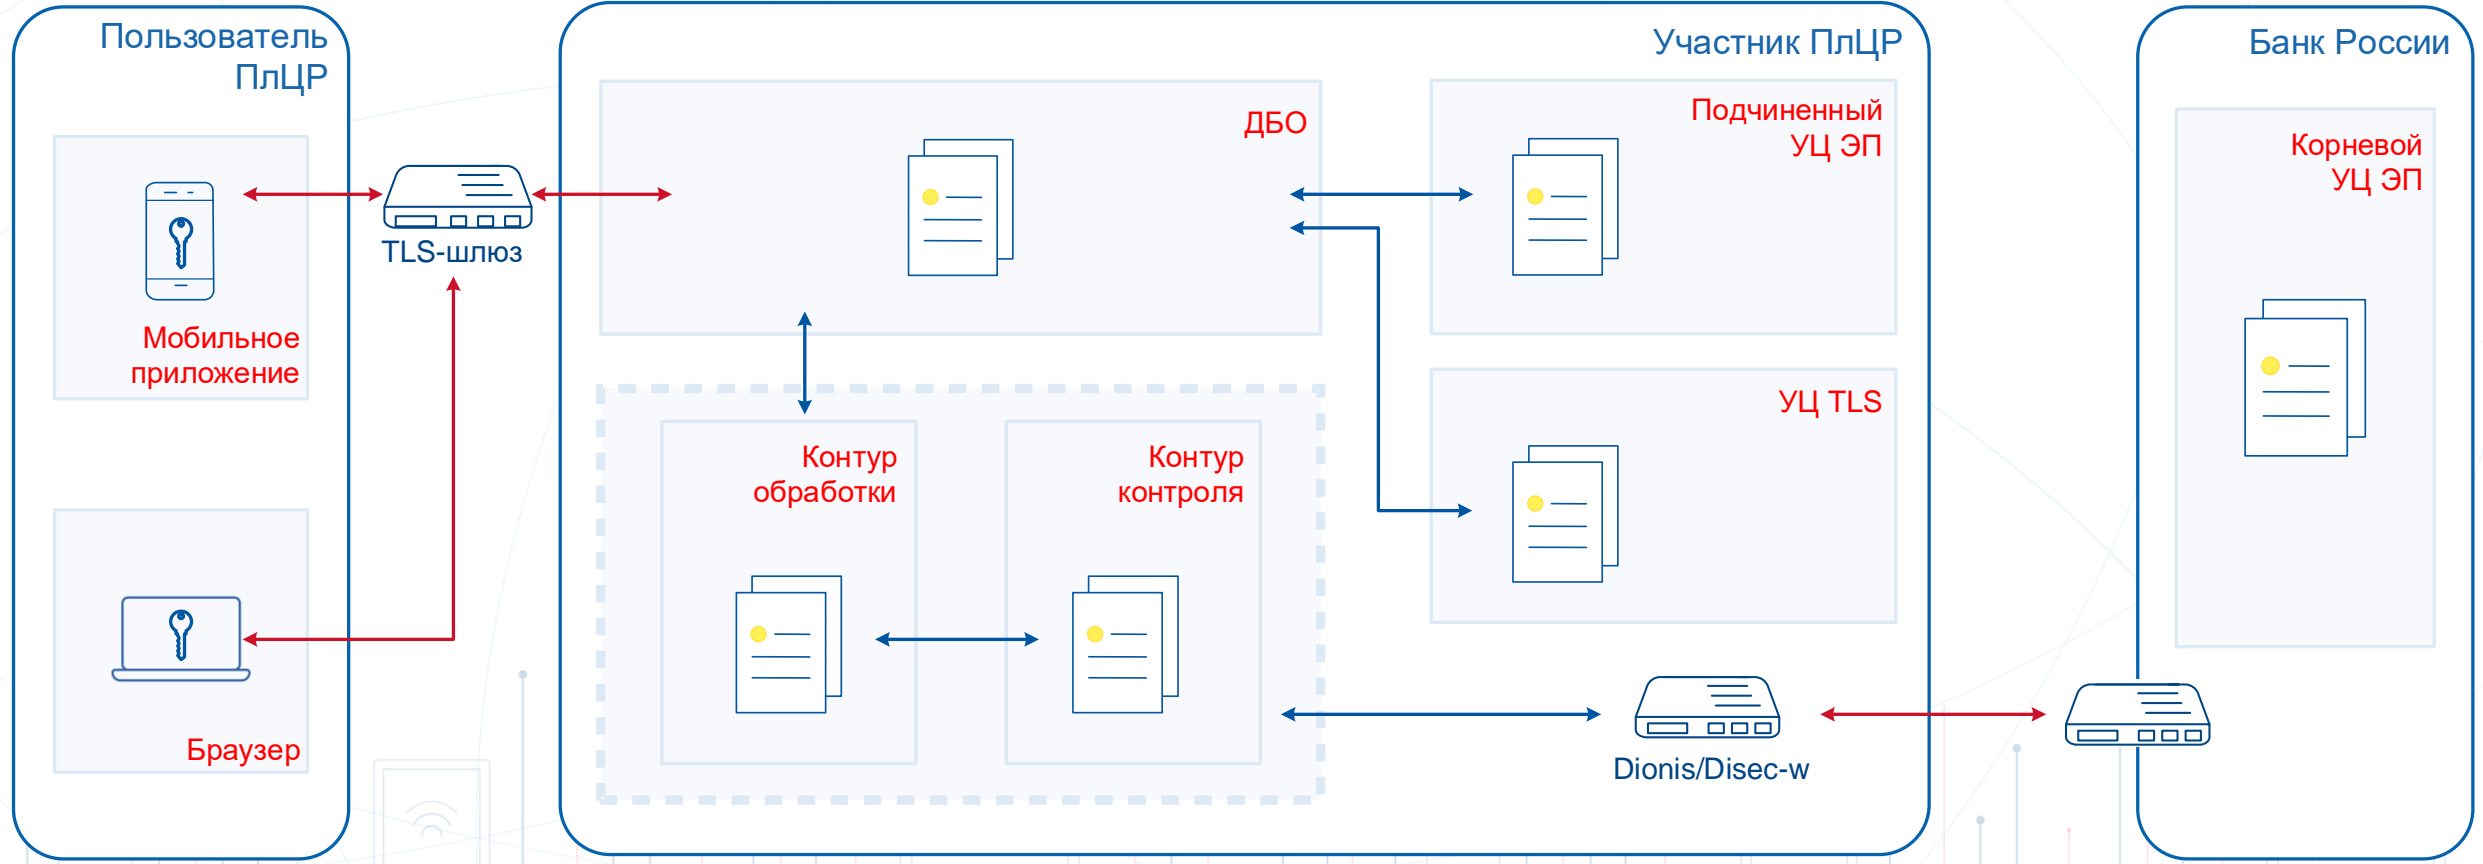 Пользователь
ПлЦР
Мобильное
приложение
Браузер
TLS-шлюз
Участник ПлЦР
ДБО
Подчиненный
УЦ ЭП
УЦ TLS
Контур
обработки
Контур
контроля
Dionis/Disec-w
Банк России
Корневой
УЦ ЭП